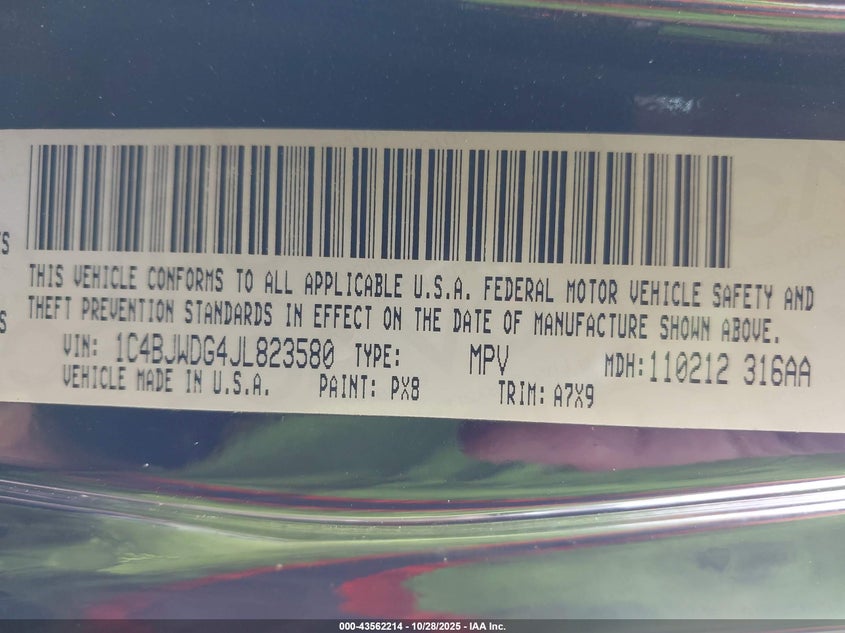 TS
S
THIS VEHICLE CONFORMS TO ALL APPLICABLE U.S.A. FEDERAL MOTOR VEHICLE SAFETY AND
THEFT PREVENTION STANDARDS IN EFFECT ON THE DATE OF MANUFACTURE SHOWN ABOVE.
VIN: 1C4BJWDG4JL823580 TYPE: MPV MDH:110212 316AA
VEHICLE MADE IN U.S.A. PAINT: PX8 TRIM: A7X9
000-43562214 - 10/28/2025 - IAA Inc.